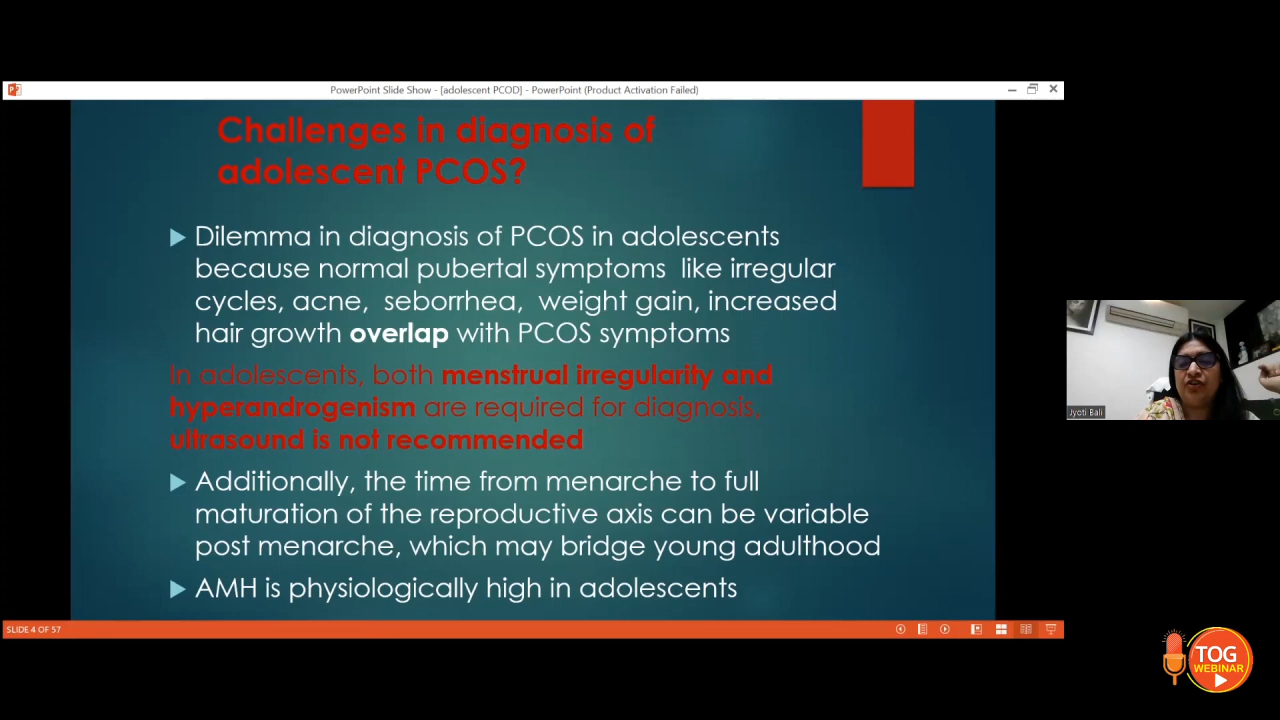 PowerPoint Slide Show - [adolescent PCOD] - PowerPoint (Product Activation Failed)
Challenges in diagnosis of
adolescent PCOS?
Dilemma in diagnosis of PCOS in adolescents
because normal pubertal symptoms like irregular
cycles, acne, seborrhea, weight gain, increased
hair growth overlap with PCOS symptoms
In adolescents, both menstrual irregularity and
hyperandrogenism are required for diagnosis,
ultrasound is not recommended
Additionally, the time from menarche to full
maturation of the reproductive axis can be variable
post menarche, which may bridge young adulthood
AMH is physiologically high in adolescents
SLIDE 4 OF 57
Jyoti Bali
TOG
WEBINAR